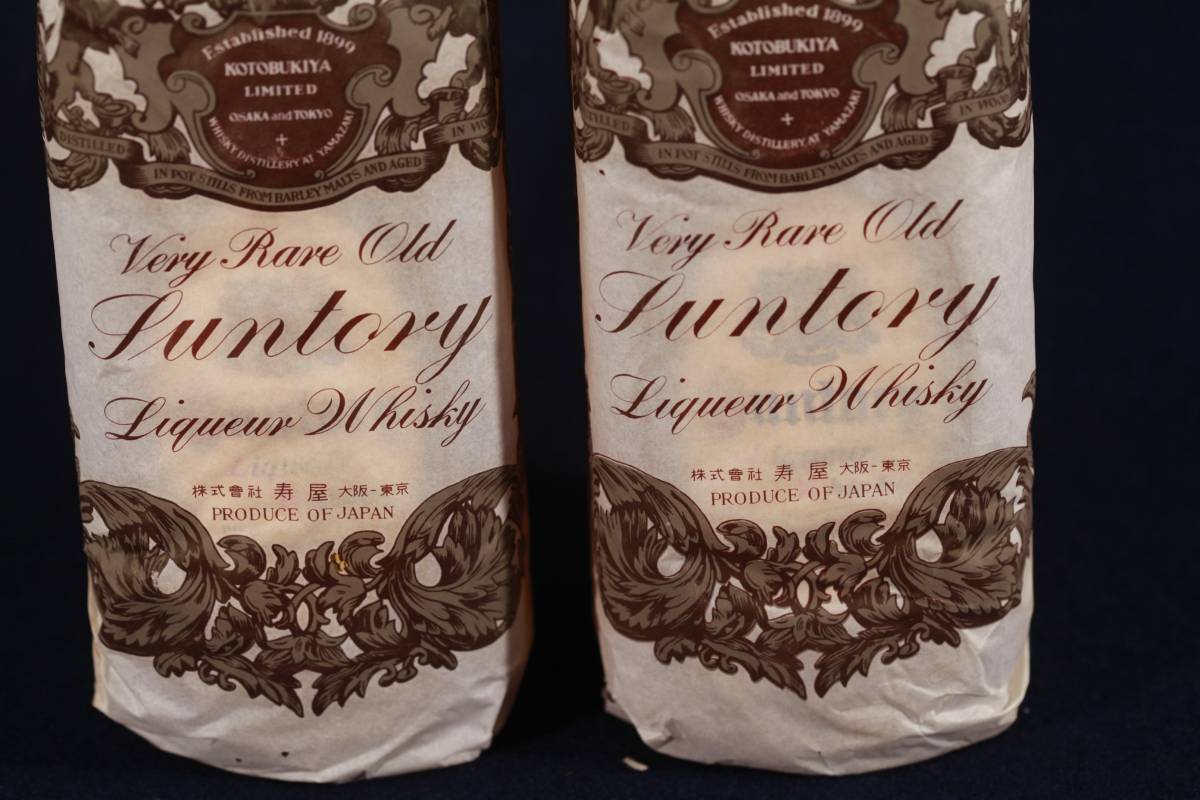 Established 1899
KOTOBUKIYA
LIMITED
OSAKA and TOKYO
WHISKY DISTILLERY AT YAMAZAKI
DISTILLED IN POT STILLS FROM BARLEY MALTS AND AGED IN WO
Very Rare Old
Suntory
Liqueur Whisky
株式會社 寿屋 大阪-東京
PRODUCE OF JAPAN
Established 1899
KOTOBUKIYA
LIMITED
OSAKA and TOKYO
WHISKY DISTILLERY AT YAMAZAKI
IN POT STILLS FROM BARLEY MALTS AND AGED IN WOOD
Very Rare Old
Suntory
Liqueur Whisky
株式會社 寿屋 大阪-東京
PRODUCE OF JAPAN